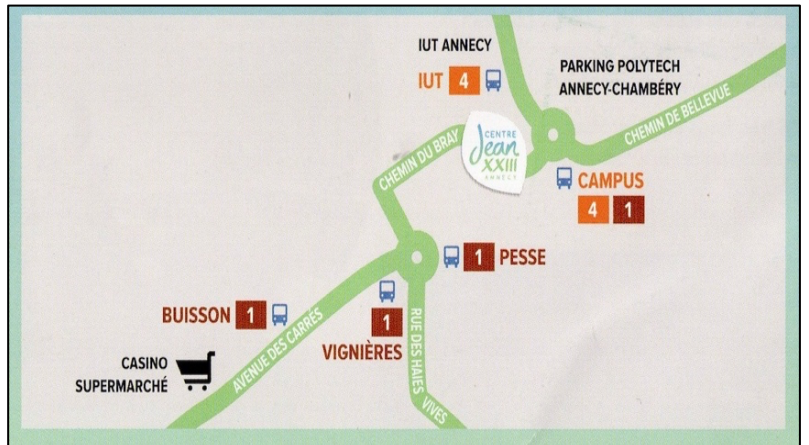 IUT ANNECY
IUT 4
PARKING POLYTECH
ANNECY-CHAMBÉRY
CHEMIN DE BELLEVUE
CENTRE
Jean
XXIII
ANNECY
CHEMIN DU BRAY
CAMPUS
4 1
1 PESSE
BUISSON 1
1
VIGNIÈRES
RUE DES HAIES
VIVES
AVENUE DES CARRES
CASINO
SUPERMARCHÉ